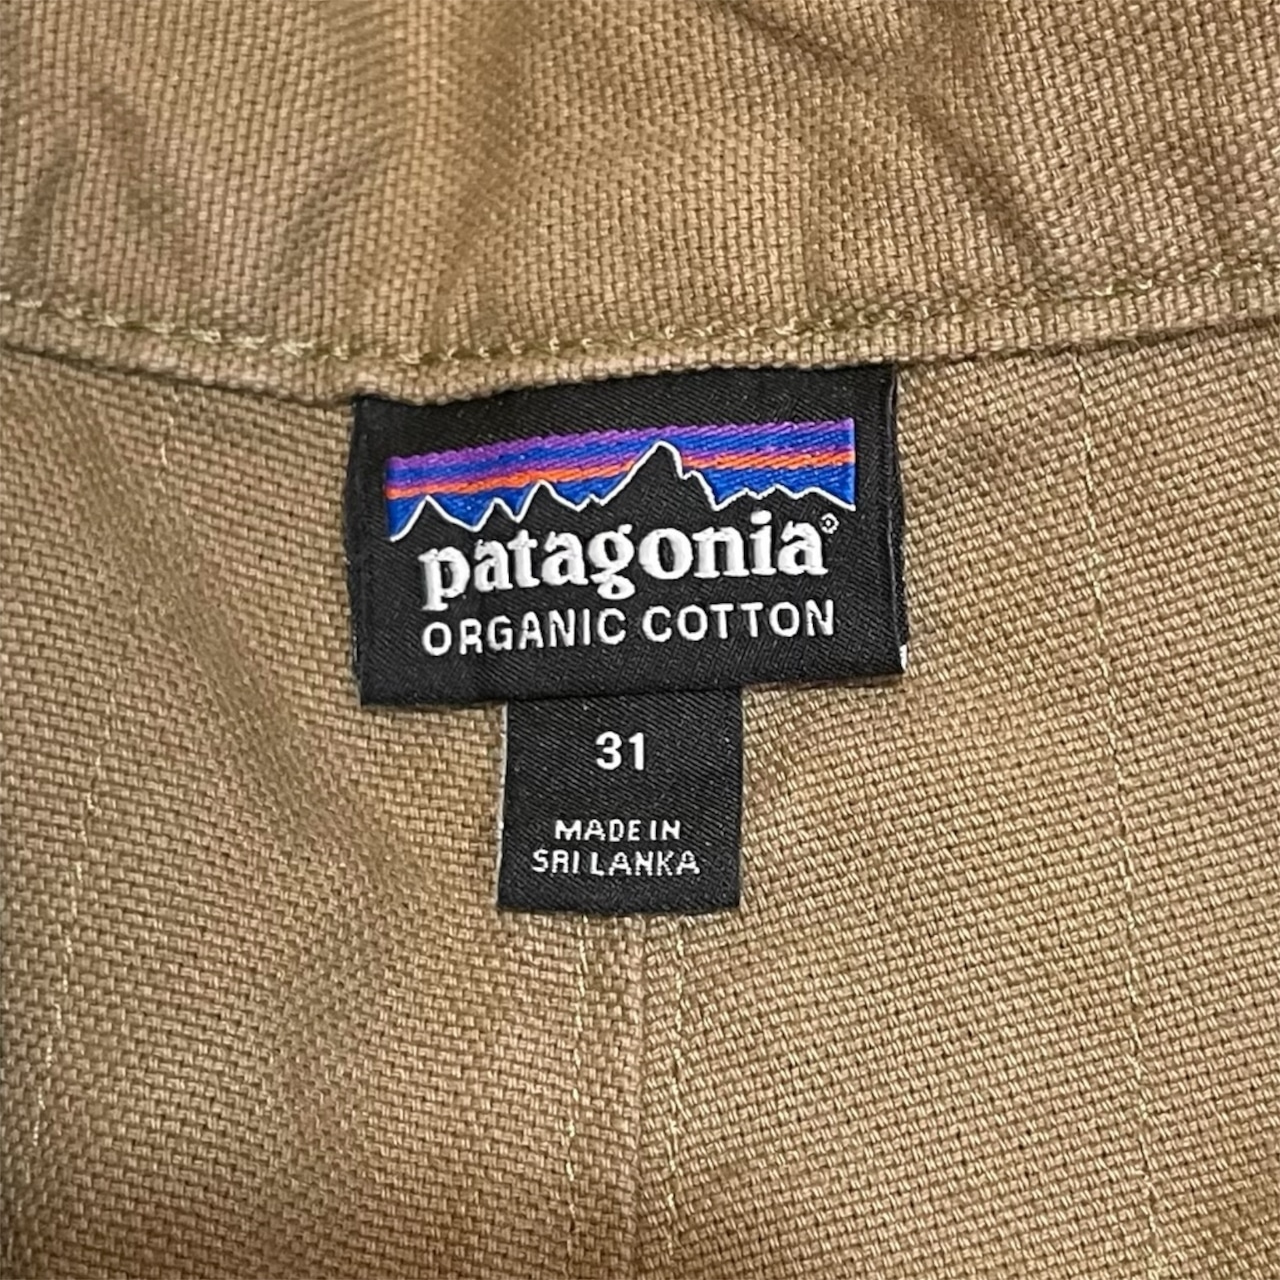 patagonia®
ORGANIC COTTON
31
MADE IN
SRI LANKA